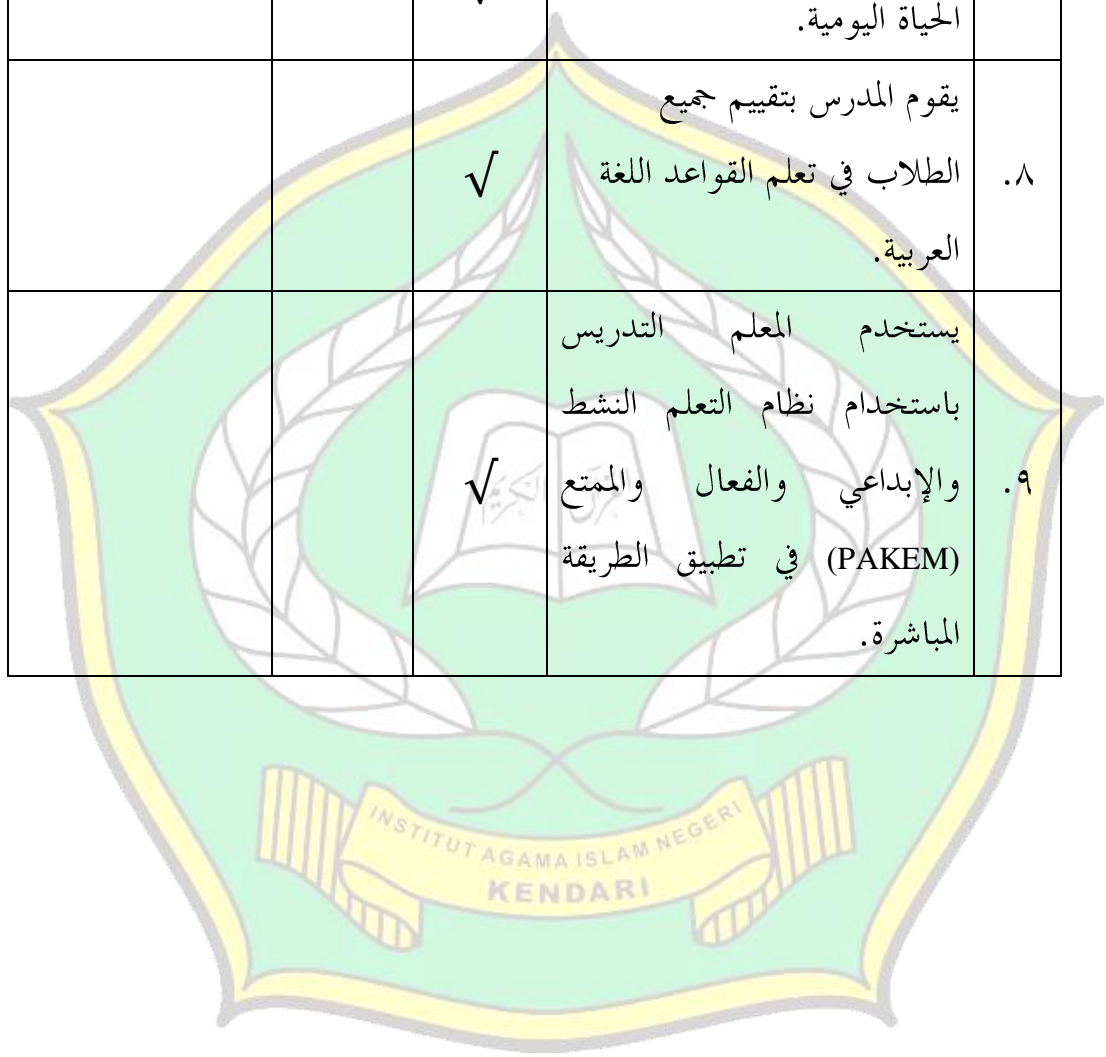 الحياة اليومية.
√
٨.
يقوم المدرس بتقييم جميع
الطلاب في تعلم القواعد اللغة
العربية.
√
٩.
يستخدم المعلم التدريس
باستخدام نظام التعلم النشط
والإبداعي والفعال والممتع
(PAKEM) في تطبيق الطريقة
المباشرة.
√
INSTITUT AGAMA ISLAM NEGERI
KENDARI